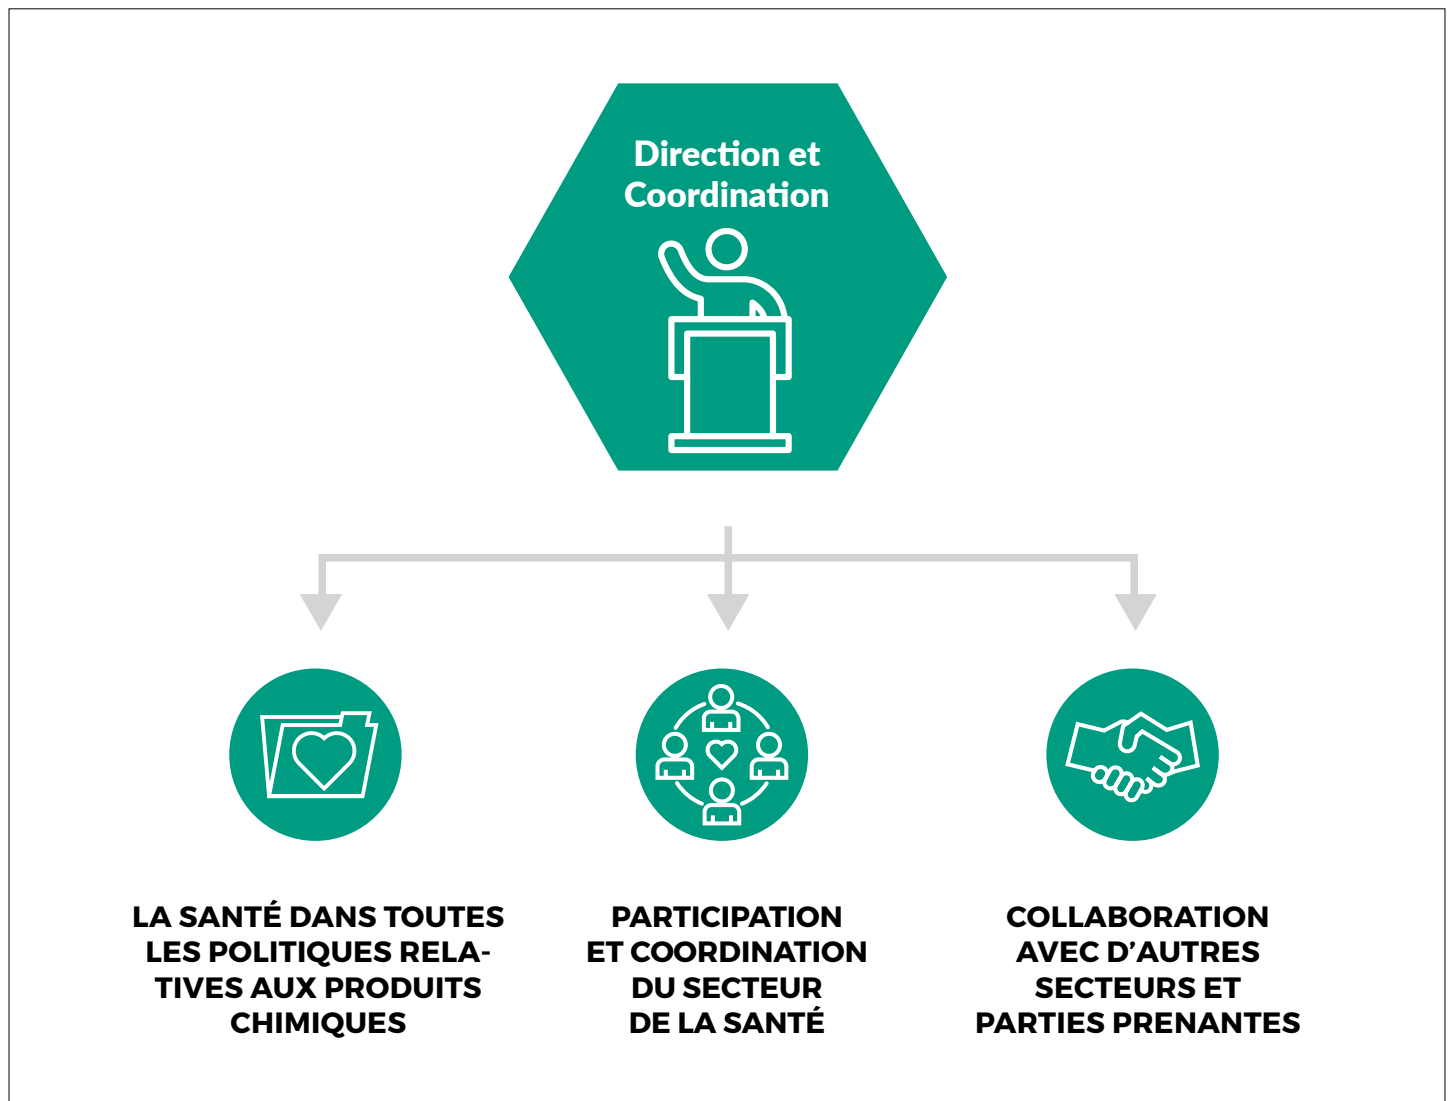 Direction et
Coordination
LA SANTÉ DANS TOUTES
LES POLITIQUES RELA-
TIVES AUX PRODUITS
CHIMIQUES
PARTICIPATION
ET COORDINATION
DU SECTEUR
DE LA SANTÉ
COLLABORATION
AVEC D’AUTRES
SECTEURS ET
PARTIES PRENANTES